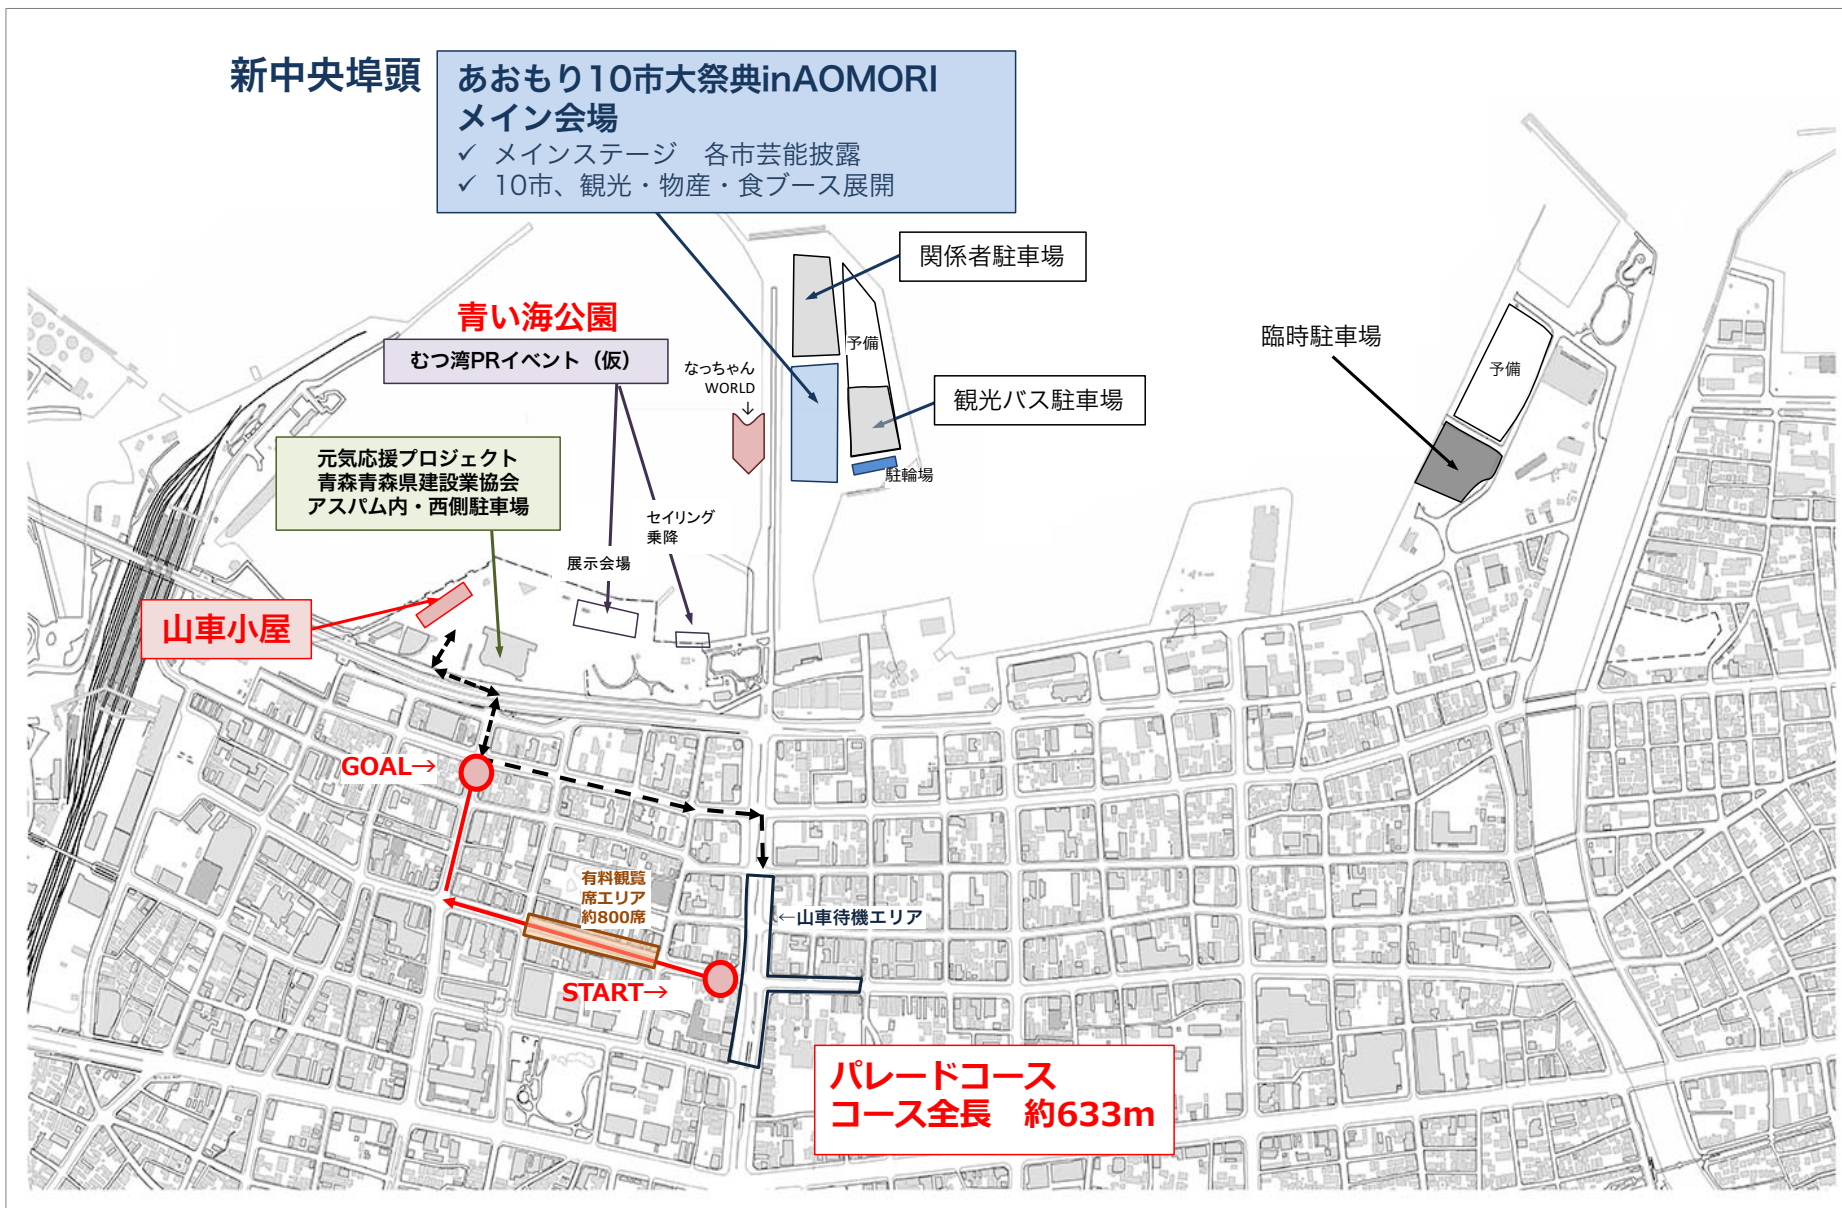 新中央埠頭
あおもり10市大祭典inAOMORI
メイン会場
✓ メインステージ　各市芸能披露
✓ 10市、観光・物産・食ブース展開
関係者駐車場
青い海公園
むつ湾PRイベント（仮）
予備
臨時駐車場
なっちゃん
WORLD
↓
予備
観光バス駐車場
元気応援プロジェクト
青森青森県建設業協会
アスパム内・西側駐車場
駐輪場
セイリング
乗降
展示会場
山車小屋
GOAL→
有料観覧
席エリア
約800席
←山車待機エリア
START→
パレードコース
コース全長　約633m